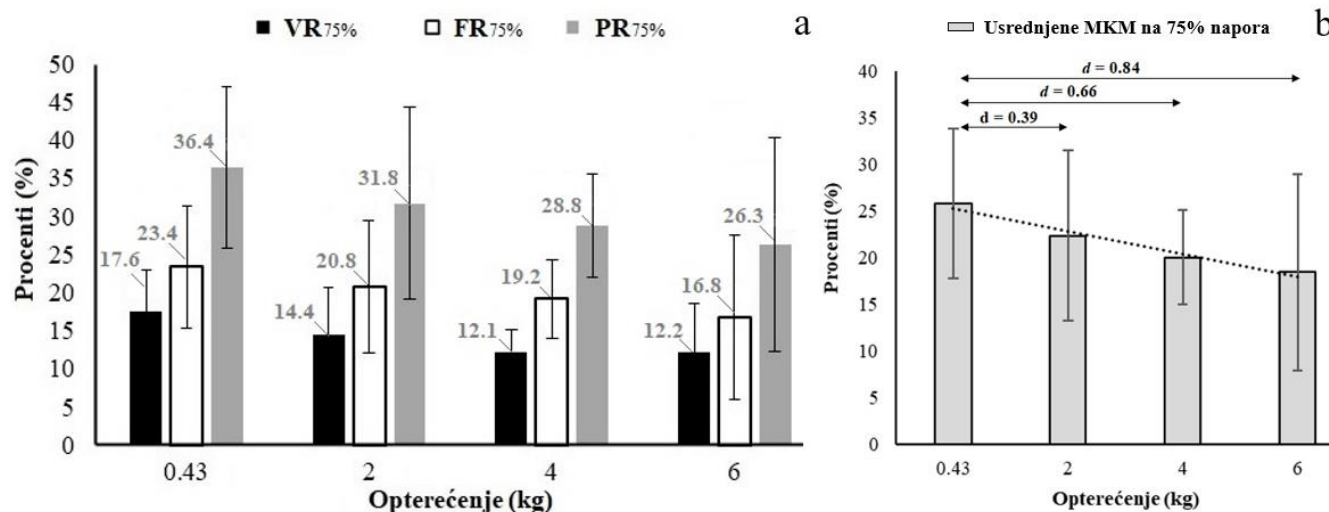 VR75% FR75% PR75%
a
Procenti (%)
50
45
40
35
30
25
20
15
10
5
0
17.6
23.4
36.4
14.4
20.8
31.8
12.1
19.2
28.8
12.2
16.8
26.3
0.43 2 4 6
Opterećenje (kg)
Usrednjene MKM na 75% napora
b
Procenti (%)
40
35
30
25
20
15
10
5
0
d = 0.84
d = 0.66
d = 0.39
0.43 2 4 6
Opterećenje (kg)